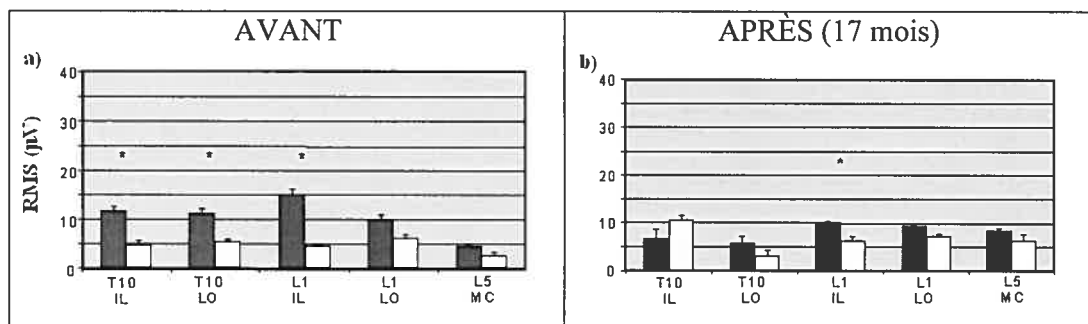 AVANT
a)
RMS (µV)
40
30
20
10
0
* * *
T10 T10 L1 L1 L5
IL LO IL LO MC
APRÈS (17 mois)
b)
40
30
20
10
0
*
T10 T10 L1 L1 L5
IL LO IL LO MC